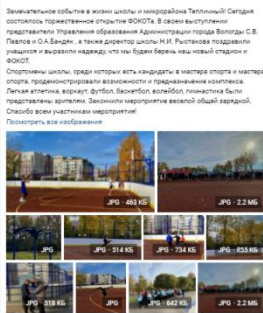 Замечательное событие в жизни школы и микрорайона Тепличный! Сегодня
состоялось торжественное открытие ФОКОТа. В своем выступлении
представители Управления образования Администрации города Вологды С.В.
Павлов и О.А.Бандяк , а также директор школы Н.И. Рыстакова поздравили
учащихся и выразили надежду, что мы будем беречь наш новый стадион и
ФОКОТ.
Спортсмены школы, среди которых есть кандидаты в мастера спорта и мастера
спорта, продемонстрировали возможности и предназначение комплекса.
Легкая атлетика, воркаут, футбол, баскетбол, волейбол, гимнастика были
представлены зрителям. Закончили мероприятие веселой общей зарядкой.
Спасибо всем участникам мероприятия!
Посмотреть все изображения
JPG · 463 КБ
JPG · 2.2 МБ
JPG
JPG · 514 КБ
JPG · 734 КБ
JPG · 855 КБ
JPG · 518 КБ
JPG
JPG · 642 КБ
JPG · 2.2 МБ